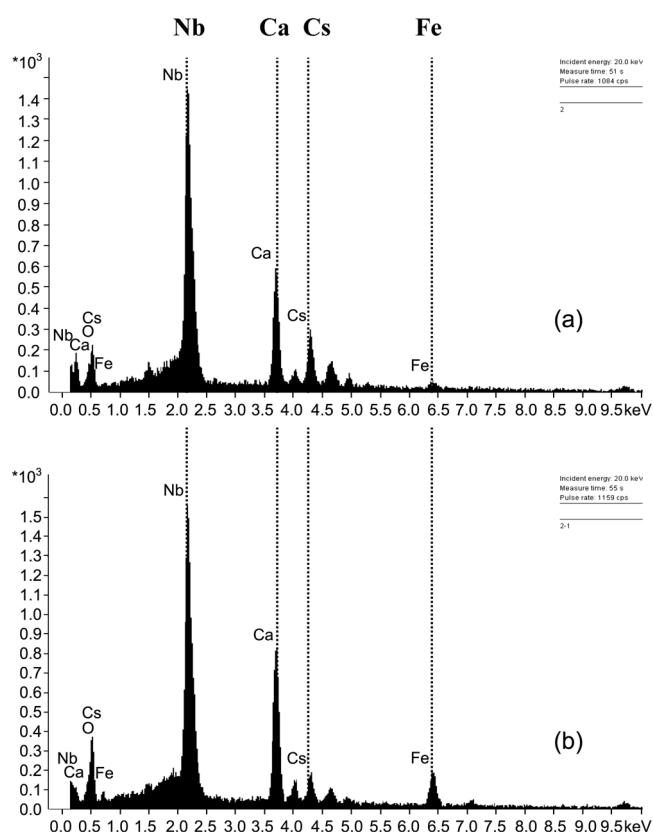 Nb Ca Cs Fe
*10³
Incident energy: 20.0 keV
Measure time: 51 s
Pulse rate: 1084 cps
2
Nb
1.4
1.3
1.2
1.1
1.0
0.9
0.8
0.7
0.6
0.5
0.4
0.3
0.2
0.1
0.0
Ca
Cs
Fe
Cs
O
Nb
Ca
Fe
(a)
0.0 0.5 1.0 1.5 2.0 2.5 3.0 3.5 4.0 4.5 5.0 5.5 6.0 6.5 7.0 7.5 8.0 8.5 9.0 9.5keV
*10³
Incident energy: 20.0 keV
Measure time: 55 s
Pulse rate: 1159 cps
2-1
Nb
1.5
1.4
1.3
1.2
1.1
1.0
0.9
0.8
0.7
0.6
0.5
0.4
0.3
0.2
0.1
0.0
Ca
Cs
Fe
Cs
O
Nb
Ca
Fe
(b)
0.0 0.5 1.0 1.5 2.0 2.5 3.0 3.5 4.0 4.5 5.0 5.5 6.0 6.5 7.0 7.5 8.0 8.5 9.0 9.5keV